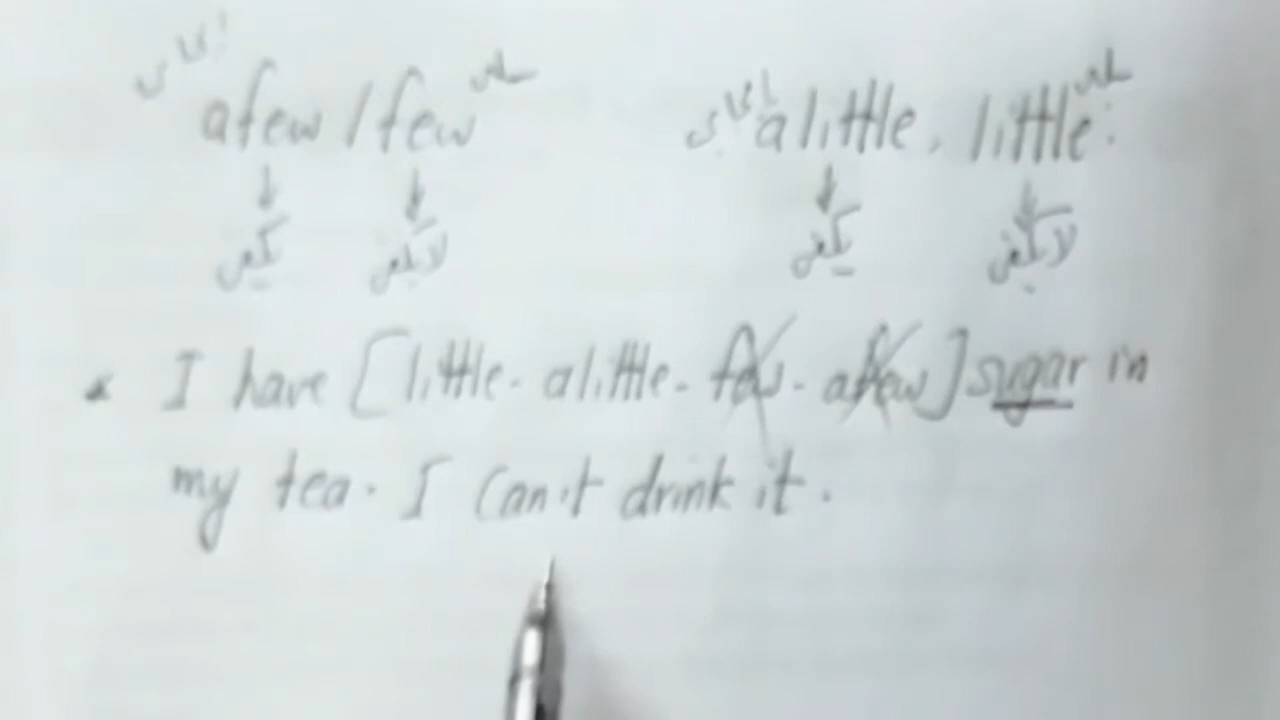 afew / few
a little , little
يكفي لا يكفي يكفي لا يكفي
I have [little - a little - few - afew] sugar in
my tea. I can't drink it.